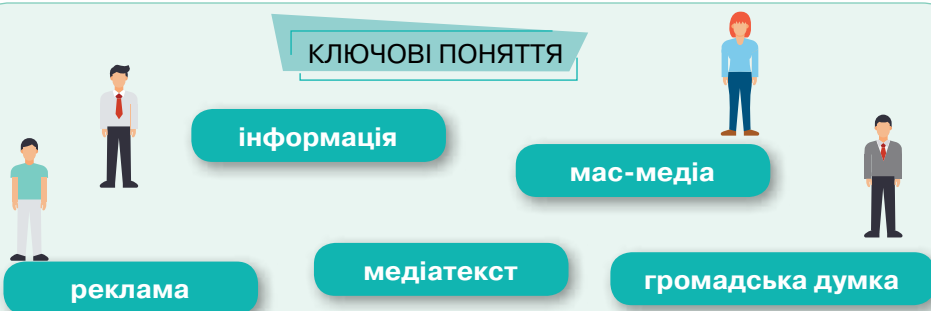 КЛЮЧОВІ ПОНЯТТЯ
інформація
мас-медіа
реклама
медіатекст
громадська думка